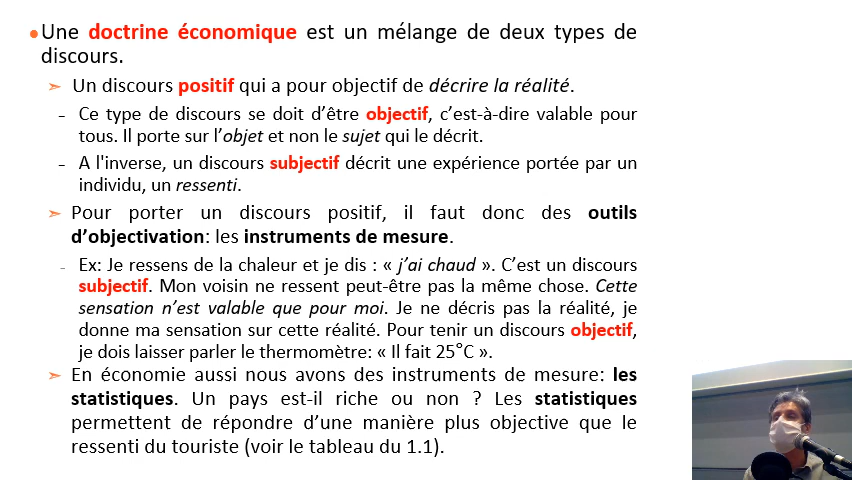 •Une doctrine économique est un mélange de deux types de
discours.
➢ Un discours positif qui a pour objectif de décrire la réalité.
– Ce type de discours se doit d'être objectif, c'est-à-dire valable pour
tous. Il porte sur l'objet et non le sujet qui le décrit.
– A l'inverse, un discours subjectif décrit une expérience portée par un
individu, un ressenti.
➢ Pour porter un discours positif, il faut donc des outils
d'objectivation: les instruments de mesure.
– Ex: Je ressens de la chaleur et je dis : « j'ai chaud ». C'est un discours
subjectif. Mon voisin ne ressent peut-être pas la même chose. Cette
sensation n'est valable que pour moi. Je ne décris pas la réalité, je
donne ma sensation sur cette réalité. Pour tenir un discours objectif,
je dois laisser parler le thermomètre: « Il fait 25°C ».
➢ En économie aussi nous avons des instruments de mesure: les
statistiques. Un pays est-il riche ou non ? Les statistiques
permettent de répondre d'une manière plus objective que le
ressenti du touriste (voir le tableau du 1.1).